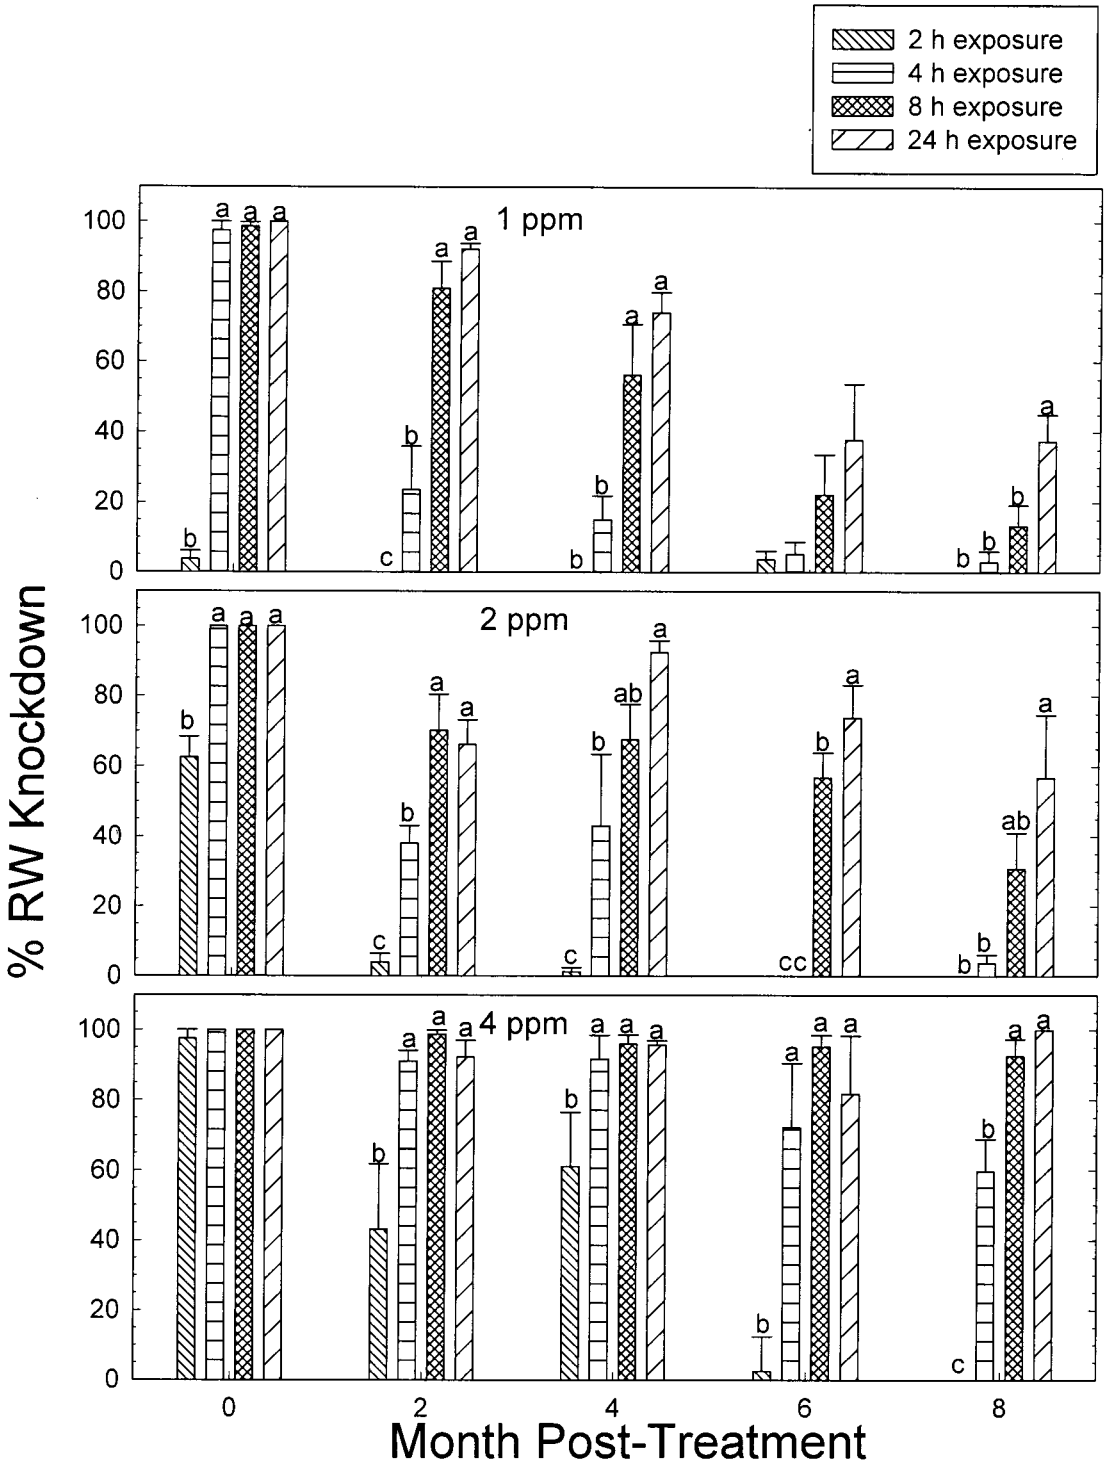 2 h exposure
4 h exposure
8 h exposure
24 h exposure
1 ppm
100
80
60
40
20
0
b a a a
c b a a
b b a a
b b b a
2 ppm
100
80
60
40
20
0
b a a a
c b a a
c b ab a
cc b a
b b ab a
4 ppm
100
80
60
40
20
0
b a a a
b a a a
b a a a
c b a a
% RW Knockdown
0 2 4 6 8
Month Post-Treatment